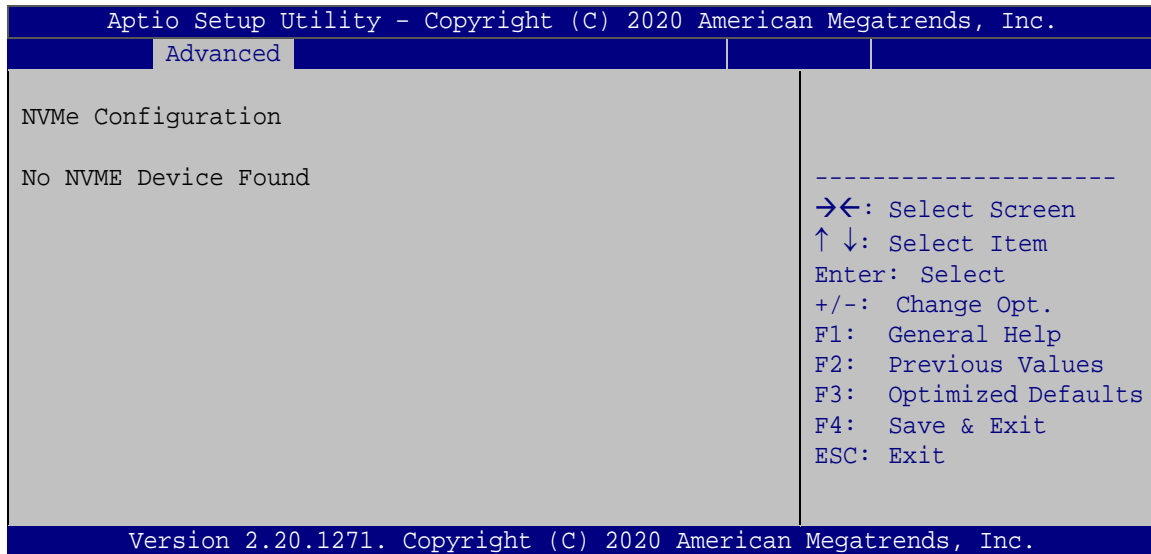 Aptio Setup Utility – Copyright (C) 2020 American Megatrends, Inc.
Advanced
NVMe Configuration
No NVME Device Found
---------------------
→←: Select Screen
↑ ↓: Select Item
Enter: Select
+/-: Change Opt.
F1: General Help
F2: Previous Values
F3: Optimized Defaults
F4: Save & Exit
ESC: Exit
Version 2.20.1271. Copyright (C) 2020 American Megatrends, Inc.